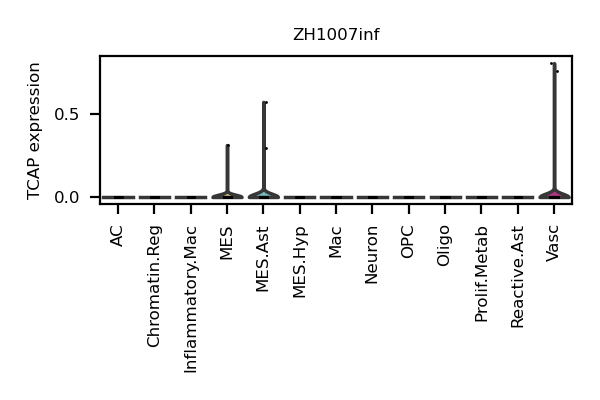 ZH1007inf
TCAP expression
0.5
0.0
AC
Chromatin.Reg
Inflammatory.Mac
MES
MES.Ast
MES.Hyp
Mac
Neuron
OPC
Oligo
Prolif.Metab
Reactive.Ast
Vasc